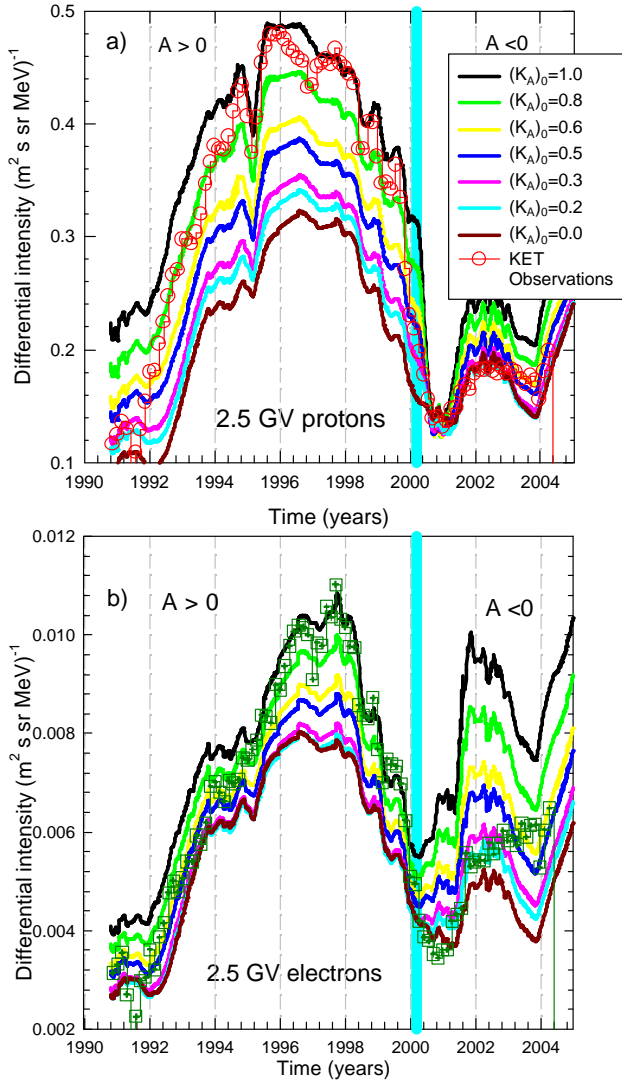 a)
A > 0
A <0
(K_A)_0=1.0
(K_A)_0=0.8
(K_A)_0=0.6
(K_A)_0=0.5
(K_A)_0=0.3
(K_A)_0=0.2
(K_A)_0=0.0
KET
Observations
Differential intensity (m² s sr MeV)⁻¹
0.5
0.4
0.3
0.2
0.1
2.5 GV protons
1990 1992 1994 1996 1998 2000 2002 2004
Time (years)
b)
A > 0
A <0
Differential intensity (m² s sr MeV)⁻¹
0.012
0.010
0.008
0.006
0.004
0.002
2.5 GV electrons
1990 1992 1994 1996 1998 2000 2002 2004
Time (years)